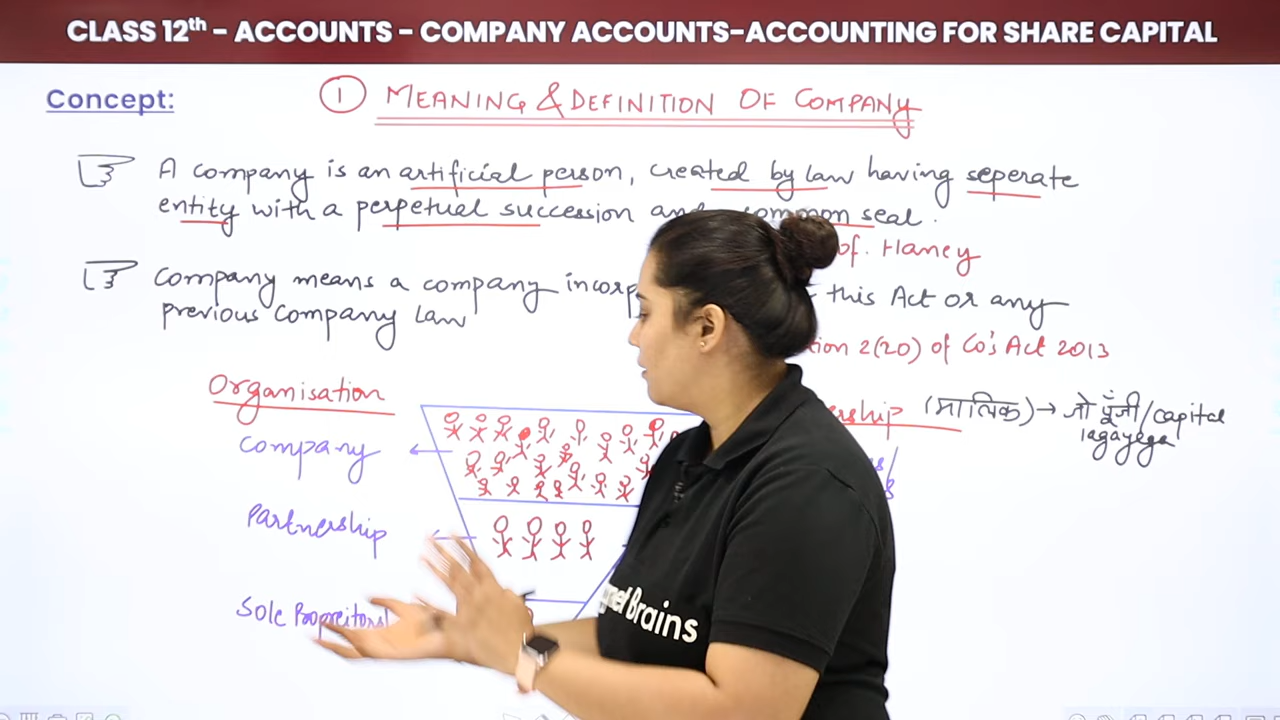 CLASS 12th - ACCOUNTS - COMPANY ACCOUNTS-ACCOUNTING FOR SHARE CAPITAL
Concept:
1 MEANING & DEFINITION OF COMPANY
A company is an artificial person, created by law having seperate
entity with a perpetual succession and common seal.
of. Haney
Company means a company this Act or any
previous Company Law
2(20) of Co's Act 2013
Organisation
(मालिक) → जो पूँजी/capital
lagayega
Company
Partnership
Sole
Brains